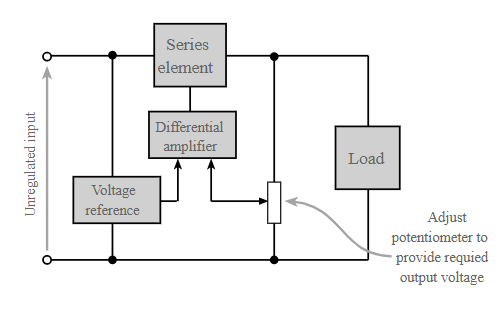 Series
element
Differential
amplifier
Unregulated input
Voltage
reference
Load
Adjust
potentiometer to
provide requied
output voltage